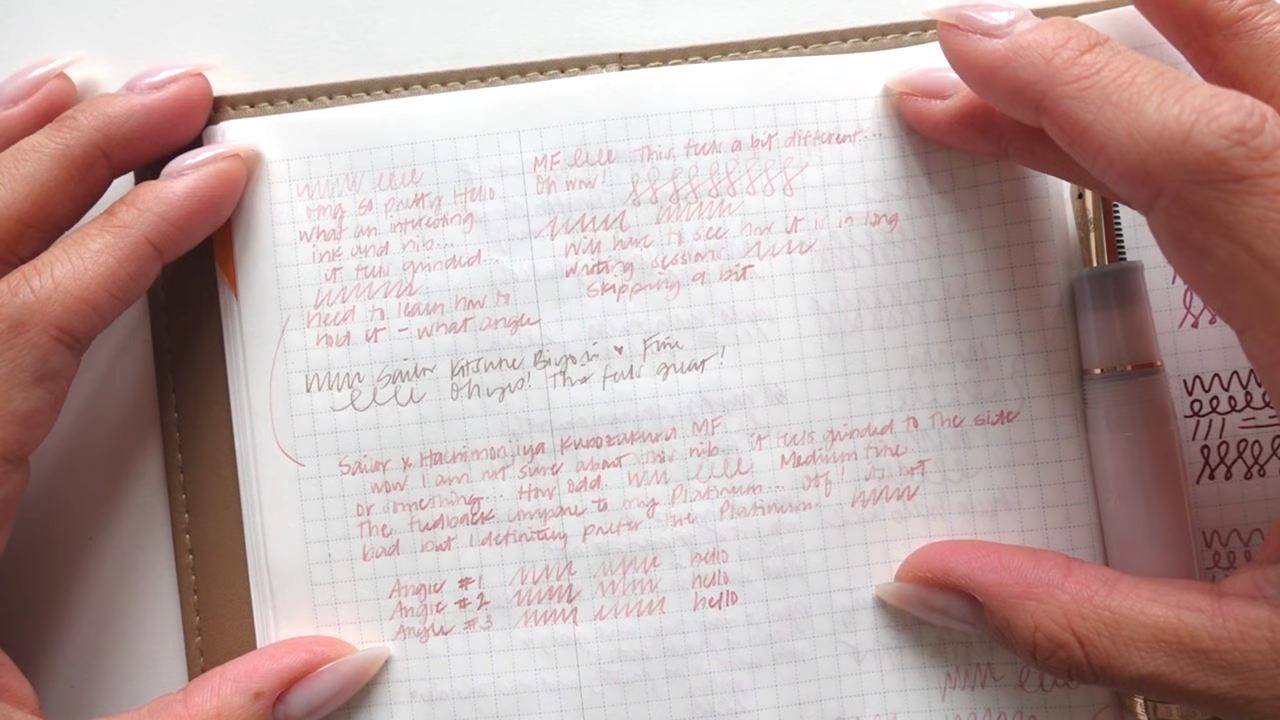 omg so pretty Hello
what an interesting
ink and nib...
it feels grinded...
need to learn how to
hold it - what angle
MF eeee This feels a bit different...
Oh wow!
Will have to see how it is in long
writing sessions
skipping a bit
Sailor Kitsune Biyori ♥ Fine
Oh yes! This feels great!
Sailor x Hachimonjiya Kurozakura MF
wow I am not sure about this nib... it feels grinded to the side
or something... How odd. Medium fine.
The feedback compare to my Platinum... oof! its not
bad but I definitely prefer the Platinum.
Angle #1 hello
Angle #2 hello
Angle #3 hello